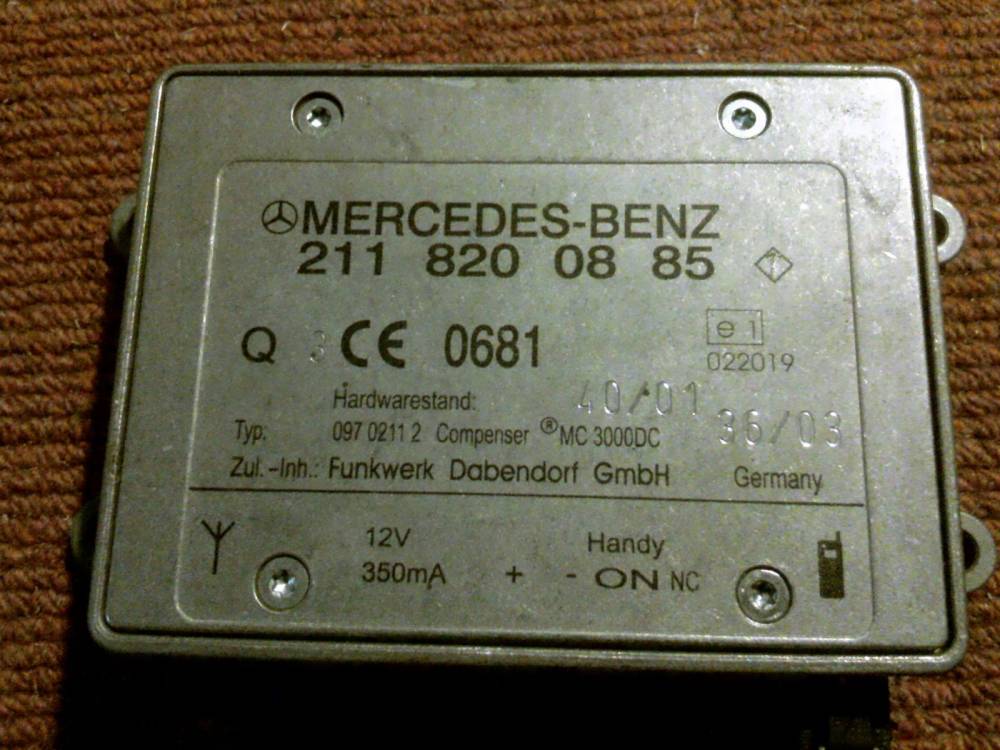 MERCEDES-BENZ
211 820 08 85
Q 3 CE 0681
e 1
022019
Hardwarestand: 40/01
Typ: 097 0211 2 Compenser ® MC 3000DC 36/03
Zul.-Inh.: Funkwerk Dabendorf GmbH Germany
12V Handy
350mA + - ON NC